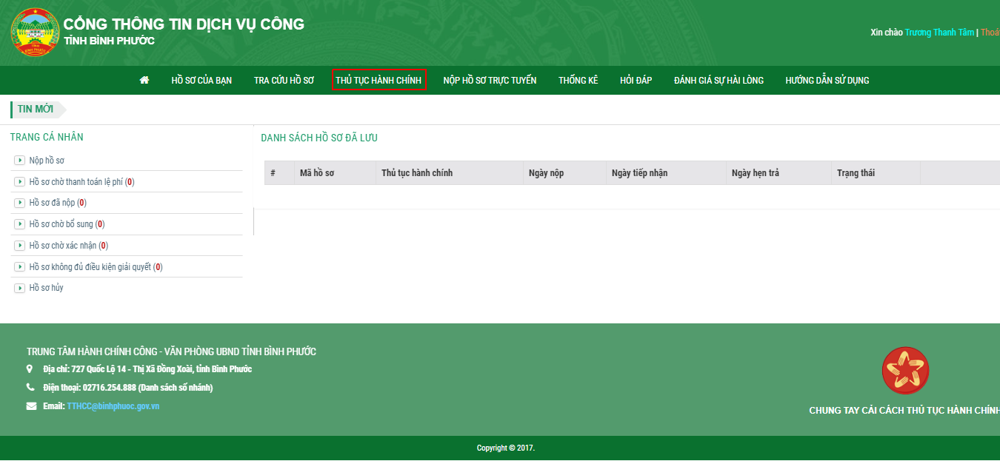 CỔNG THÔNG TIN DỊCH VỤ CÔNG
TỈNH BÌNH PHƯỚC
Xin chào Trương Thanh Tâm | Thoá
HỒ SƠ CỦA BẠN TRA CỨU HỒ SƠ THỦ TỤC HÀNH CHÍNH NỘP HỒ SƠ TRỰC TUYẾN THỐNG KÊ HỎI ĐÁP ĐÁNH GIÁ SỰ HÀI LÒNG HƯỚNG DẪN SỬ DỤNG
TIN MỚI
TRANG CÁ NHÂN
Nộp hồ sơ
Hồ sơ chờ thanh toán lệ phí (0)
Hồ sơ đã nộp (0)
Hồ sơ chờ bổ sung (0)
Hồ sơ chờ xác nhận (0)
Hồ sơ không đủ điều kiện giải quyết (0)
Hồ sơ hủy
DANH SÁCH HỒ SƠ ĐÃ LƯU
# Mã hồ sơ Thủ tục hành chính Ngày nộp Ngày tiếp nhận Ngày hẹn trả Trạng thái
TRUNG TÂM HÀNH CHÍNH CÔNG - VĂN PHÒNG UBND TỈNH BÌNH PHƯỚC
Địa chỉ: 727 Quốc Lộ 14 - Thị Xã Đồng Xoài, tỉnh Bình Phước
Điện thoại: 02716.254.888 (Danh sách số nhánh)
Email: TTHCC@binhphuoc.gov.vn
CHUNG TAY CẢI CÁCH THỦ TỤC HÀNH CHÍNH
Copyright © 2017.